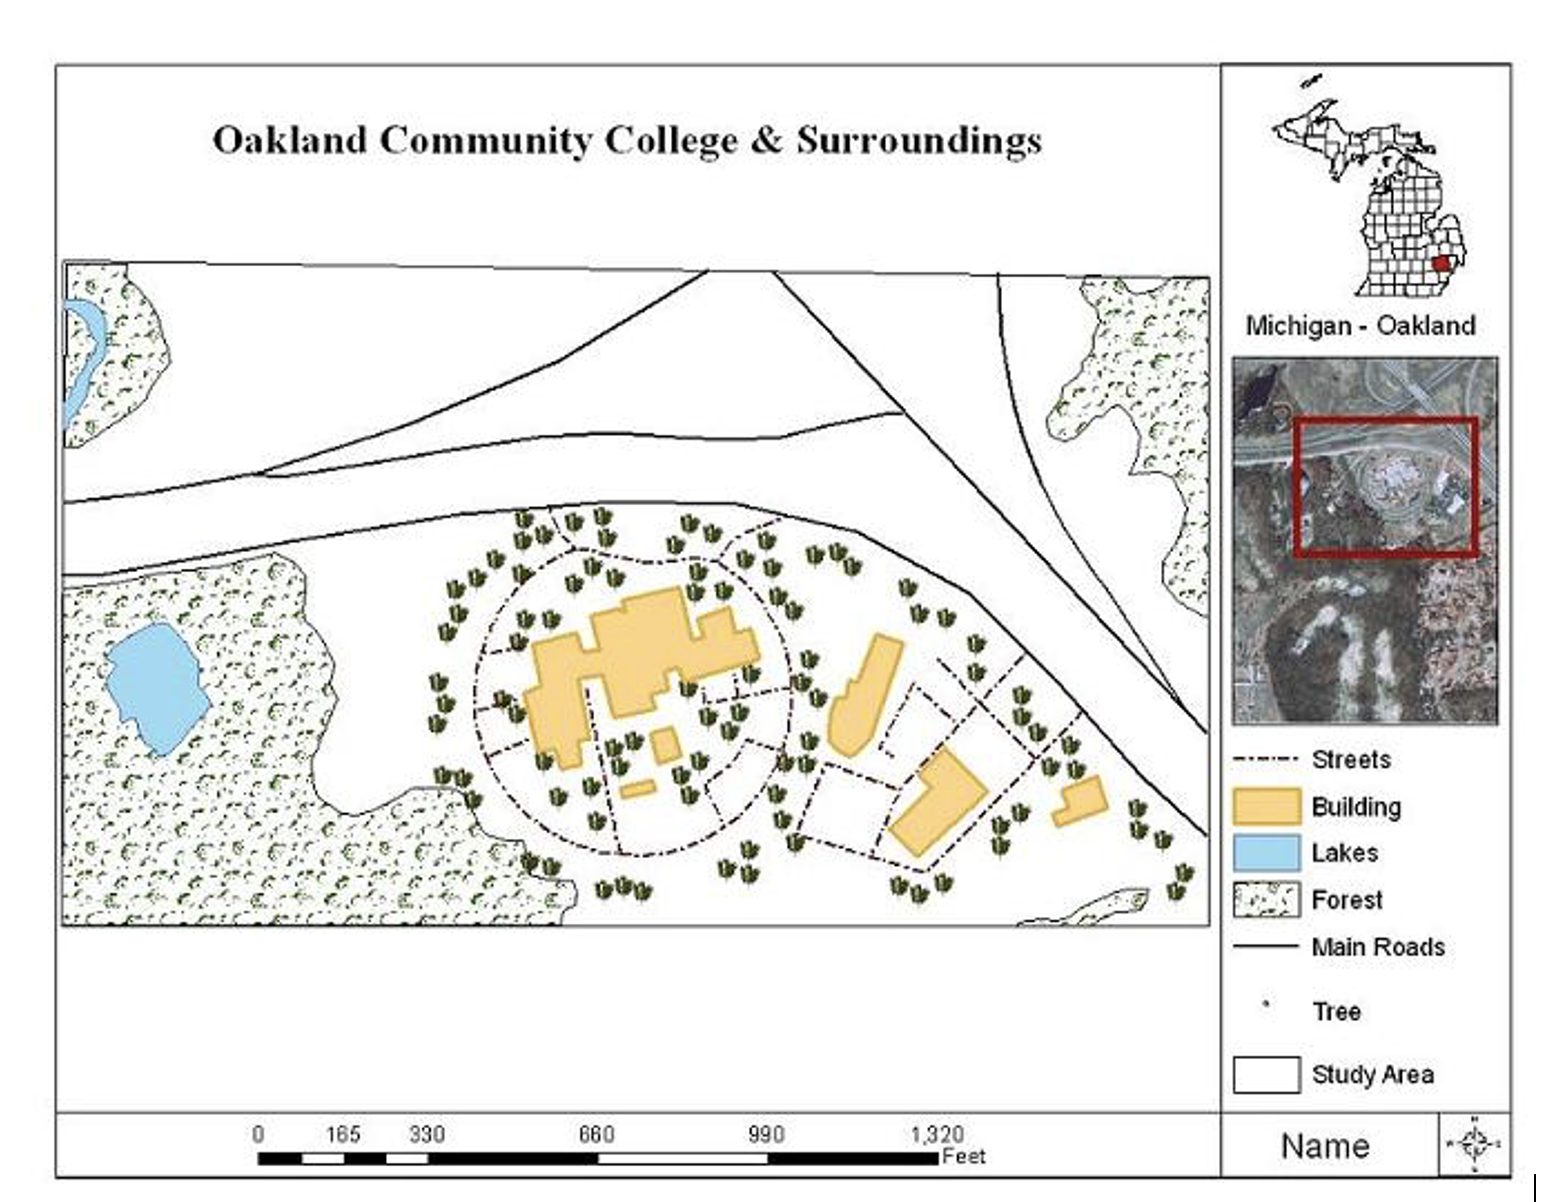 Oakland Community College & Surroundings
Michigan - Oakland
Streets
Building
Lakes
Forest
Main Roads
Tree
Study Area
0 165 330 660 990 1,320
Feet
Name